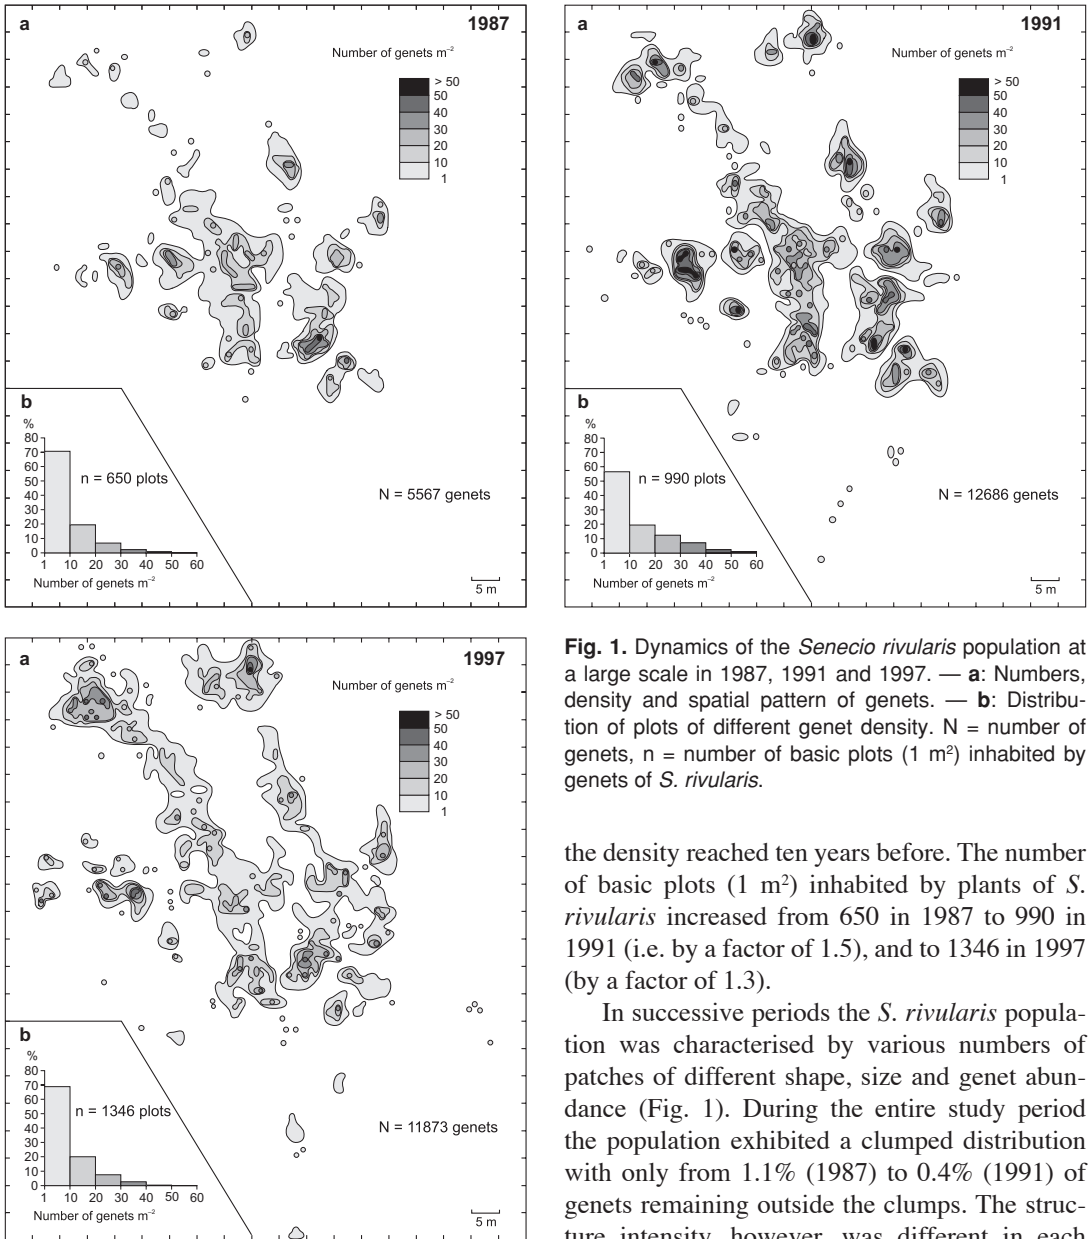 a
1987
Number of genets m⁻²
> 50
50
40
30
20
10
1
b
%
80
70
60
50
40
30
20
10
0
n = 650 plots
N = 5567 genets
1 10 20 30 40 50 60
Number of genets m⁻²
5 m
a
1991
Number of genets m⁻²
> 50
50
40
30
20
10
1
b
%
80
70
60
50
40
30
20
10
0
n = 990 plots
N = 12686 genets
1 10 20 30 40 50 60
Number of genets m⁻²
5 m
a
1997
Number of genets m⁻²
> 50
50
40
30
20
10
1
b
%
80
70
60
50
40
30
20
10
0
n = 1346 plots
N = 11873 genets
1 10 20 30 40 50 60
Number of genets m⁻²
5 m
Fig. 1. Dynamics of the Senecio rivularis population at
a large scale in 1987, 1991 and 1997. — a: Numbers,
density and spatial pattern of genets. — b: Distribu-
tion of plots of different genet density. N = number of
genets, n = number of basic plots (1 m²) inhabited by
genets of S. rivularis.
the density reached ten years before. The number
of basic plots (1 m²) inhabited by plants of S.
rivularis increased from 650 in 1987 to 990 in
1991 (i.e. by a factor of 1.5), and to 1346 in 1997
(by a factor of 1.3).
In successive periods the S. rivularis popula-
tion was characterised by various numbers of
patches of different shape, size and genet abun-
dance (Fig. 1). During the entire study period
the population exhibited a clumped distribution
with only from 1.1% (1987) to 0.4% (1991) of
genets remaining outside the clumps. The struc-
ture intensity, however, was different in each